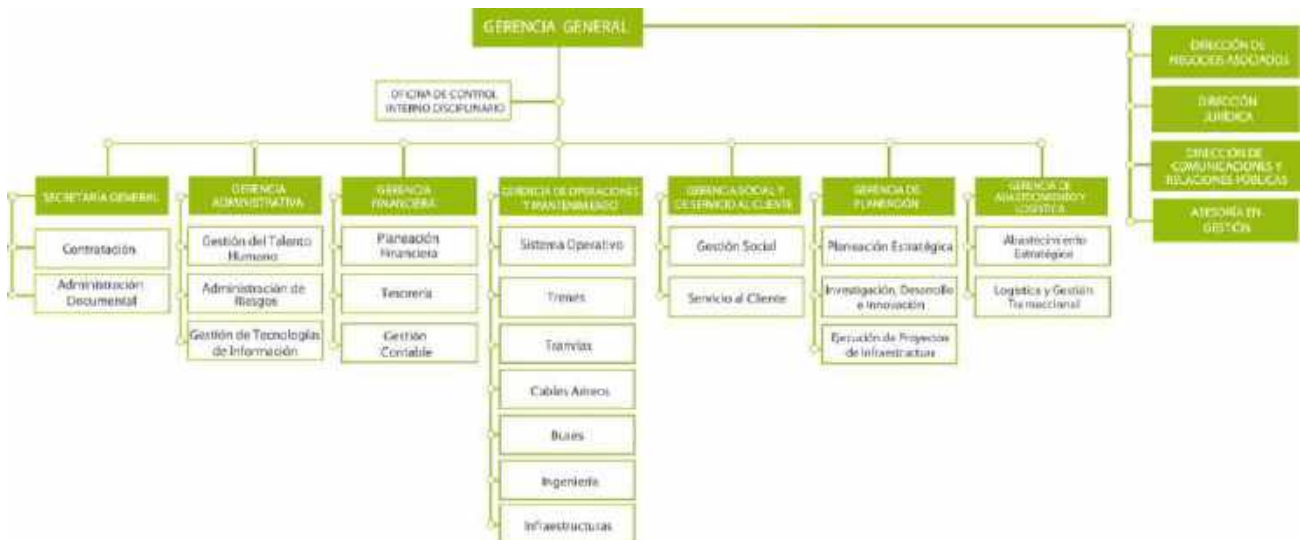 GERENCIA GENERAL
DIRECCIÓN DE
NEGOCIOS ASOCIADOS
DIRECCIÓN
JURÍDICA
DIRECCIÓN DE
COMUNICACIONES Y
RELACIONES PÚBLICAS
ASESORÍA EN
GESTIÓN
OFICINA DE CONTROL
INTERNO DISCIPLINARIO
SECRETARÍA GENERAL
Contratación
Administración
Documental
GERENCIA
ADMINISTRATIVA
Gestión del Talento
Humano
Administración de
Riesgos
Gestión de Tecnologías
de Información
GERENCIA
FINANCIERA
Planeación
Financiera
Tesorería
Gestión
Contable
GERENCIA DE OPERACIONES
Y MANTENIMIENTO
Sistema Operativo
Trenes
Tranvías
Cables Aéreos
Buses
Ingeniería
Infraestructuras
GERENCIA SOCIAL Y
DE SERVICIO AL CLIENTE
Gestión Social
Servicio al Cliente
GERENCIA DE
PLANEACIÓN
Planeación Estratégica
Investigación, Desarrollo
e Innovación
Ejecución de Proyectos
de Infraestructura
GERENCIA DE
ABASTECIMIENTO Y
LOGÍSTICA
Abastecimiento
Estratégico
Logística y Gestión
Transaccional